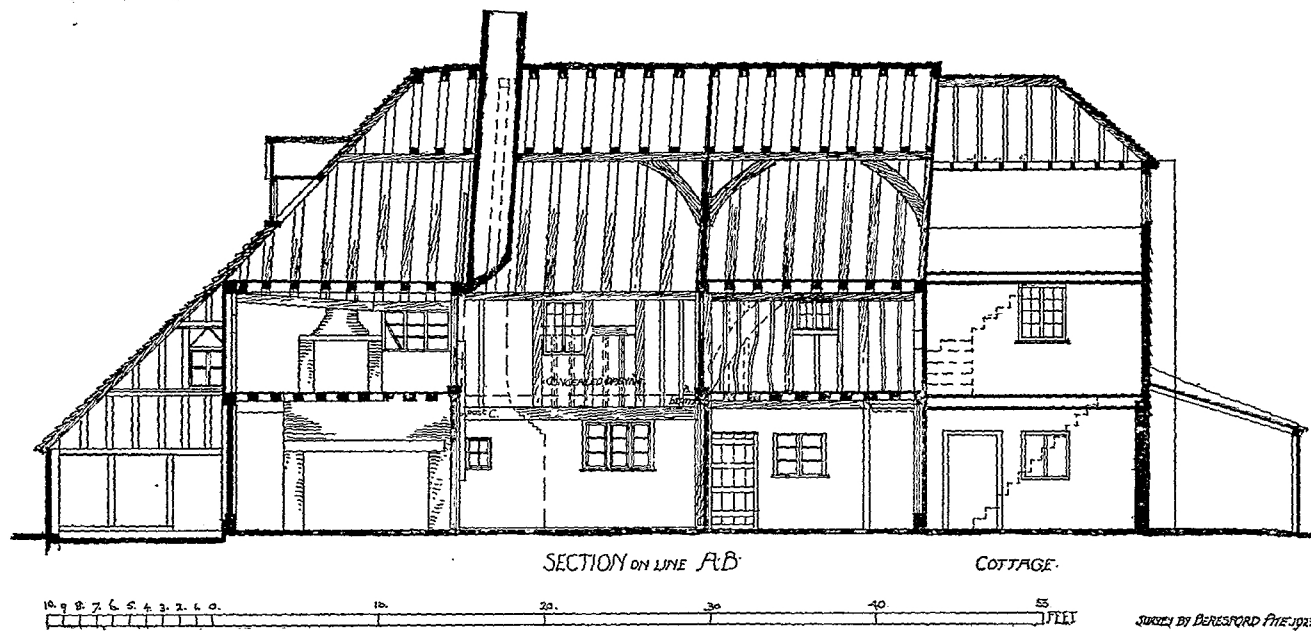 CONCEALED OPENING
POST C.
SECTION ON LINE A·B·
COTTAGE·
10. 9 8. 7. 6. 5. 4. 3. 2. 1. 0. 10. 20. 30. 40. 55 FEET
SURVEY BY BERESFORD PITE